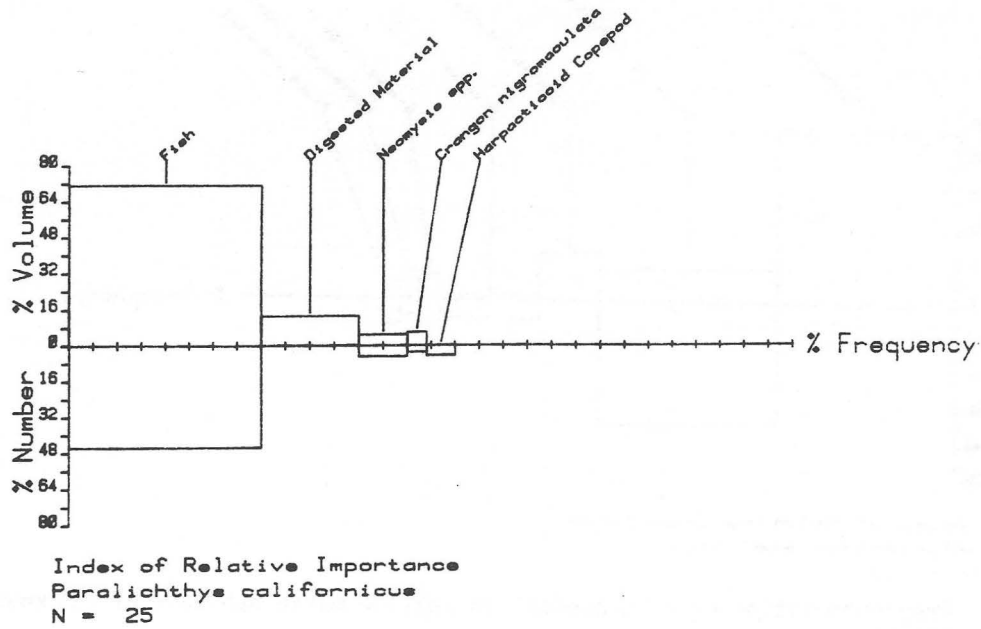 Fish
Digested Material
Neomysis spp.
Crangon nigromaculata
Harpacticoid Copepod
80
64
48
32
16
0
16
32
48
64
80
% Volume
% Number
% Frequency
Index of Relative Importance
Paralichthys californicus
N = 25